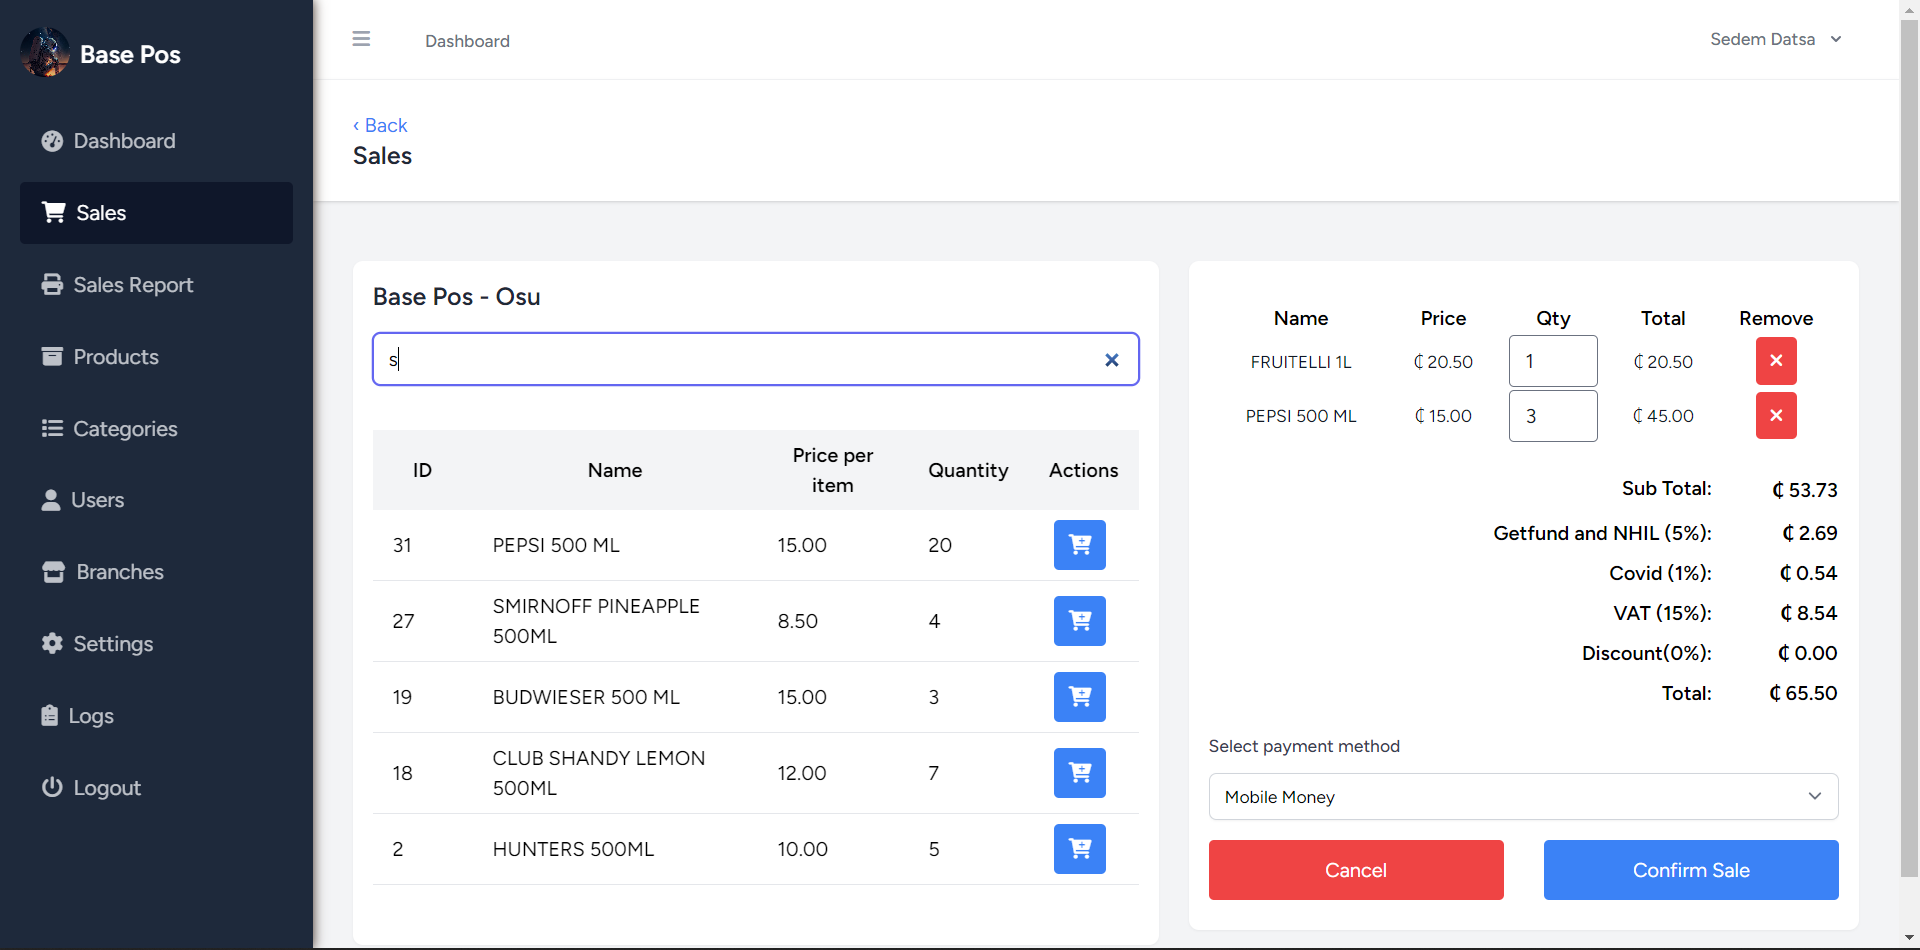 Base Pos
Dashboard
Sales
Sales Report
Products
Categories
Users
Branches
Settings
Logs
Logout
Dashboard
Sedem Datsa
‹ Back
Sales
Base Pos - Osu
s
ID Name Price per item Quantity Actions
31 PEPSI 500 ML 15.00 20
27 SMIRNOFF PINEAPPLE 500ML 8.50 4
19 BUDWIESER 500 ML 15.00 3
18 CLUB SHANDY LEMON 500ML 12.00 7
2 HUNTERS 500ML 10.00 5
Name Price Qty Total Remove
FRUITELLI 1L ₵ 20.50 1 ₵ 20.50
PEPSI 500 ML ₵ 15.00 3 ₵ 45.00
Sub Total: ₵ 53.73
Getfund and NHIL (5%): ₵ 2.69
Covid (1%): ₵ 0.54
VAT (15%): ₵ 8.54
Discount(0%): ₵ 0.00
Total: ₵ 65.50
Select payment method
Mobile Money
Cancel
Confirm Sale